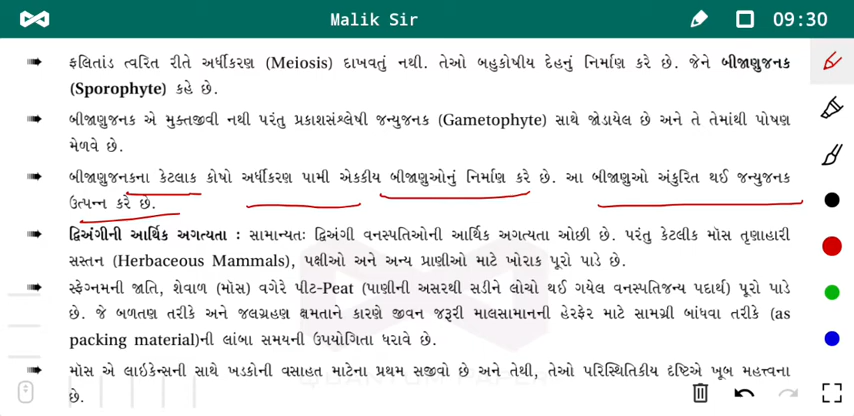 Malik Sir
09:30
ફલિતાંડ ત્વરિત રીતે અર્ધીકરણ (Meiosis) દાખવતું નથી. તેઓ બહુકોષીય દેહનું નિર્માણ કરે છે. જેને બીજાણુજનક
(Sporophyte) કહે છે.
બીજાણુજનક એ મુક્તજીવી નથી પરંતુ પ્રકાશસંશ્લેષી જન્યુજનક (Gametophyte) સાથે જોડાયેલ છે અને તે તેમાંથી પોષણ
મેળવે છે.
બીજાણુજનકના કેટલાક કોષો અર્ધીકરણ પામી એકકીય બીજાણુઓનું નિર્માણ કરે છે. આ બીજાણુઓ અંકુરિત થઈ જન્યુજનક
ઉત્પન્ન કરે છે.
દ્વિઅંગીની આર્થિક અગત્યતા : સામાન્યતઃ દ્વિઅંગી વનસ્પતિઓની આર્થિક અગત્યતા ઓછી છે. પરંતુ કેટલીક મૉસ તૃણાહારી
સસ્તન (Herbaceous Mammals), પક્ષીઓ અને અન્ય પ્રાણીઓ માટે ખોરાક પૂરો પાડે છે.
સ્ફેગ્નમની જાતિ, શેવાળ (મૉસ) વગેરે પીટ-Peat (પાણીની અસરથી સડીને લોચો થઈ ગયેલ વનસ્પતિજન્ય પદાર્થ) પૂરો પાડે
છે. જે બળતણ તરીકે અને જલગ્રહણ ક્ષમતાને કારણે જીવન જરૂરી માલસામાનની હેરફેર માટે સામગ્રી બાંધવા તરીકે (as
packing material)ની લાંબા સમયની ઉપયોગિતા ધરાવે છે.
મૉસ એ લાઇકેન્સની સાથે ખડકોની વસાહત માટેના પ્રથમ સજીવો છે અને તેથી, તેઓ પરિસ્થિતિકીય દૃષ્ટિએ ખૂબ મહત્ત્વના
છે.